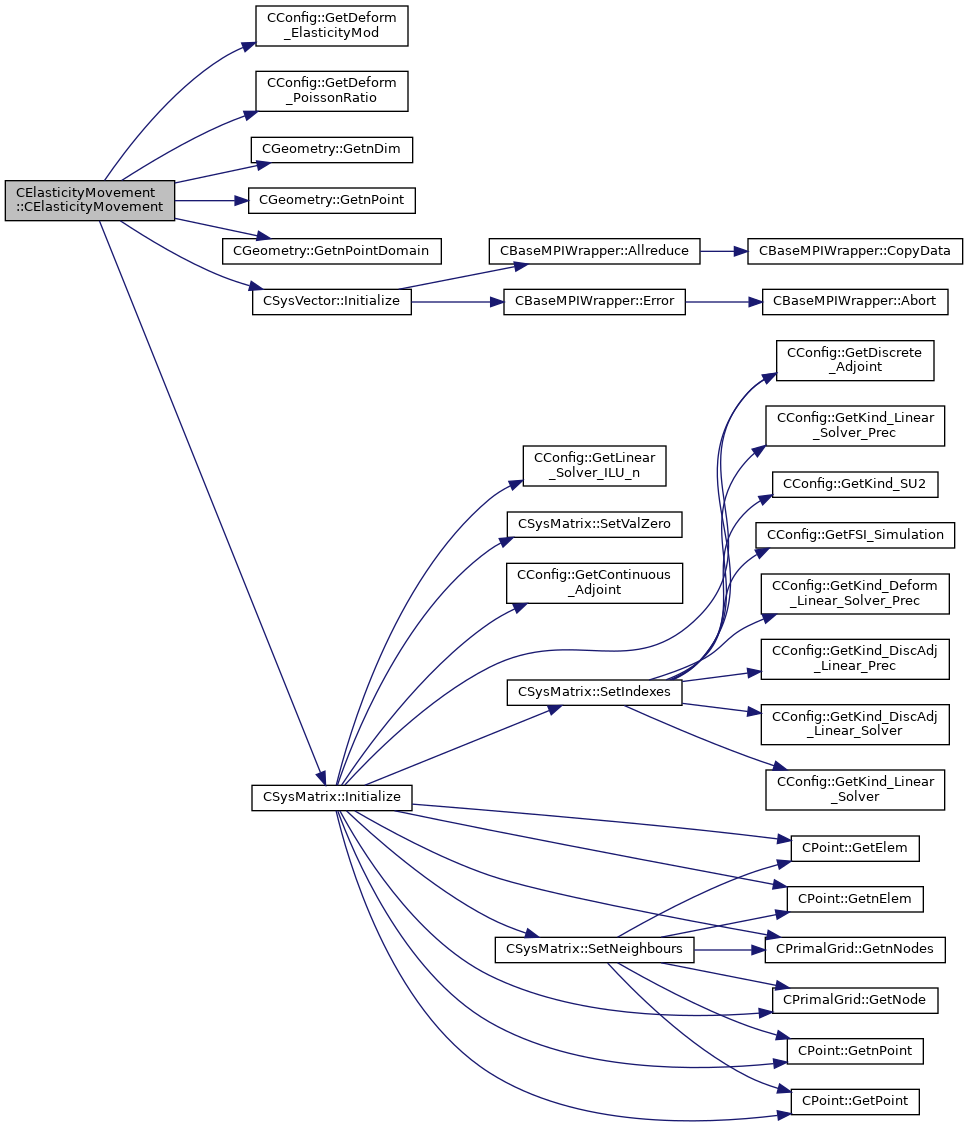 CConfig::GetDeform
_ElasticityMod
CConfig::GetDeform
_PoissonRatio
CGeometry::GetnDim
CElasticityMovement
::CElasticityMovement
CGeometry::GetnPoint
CGeometry::GetnPointDomain
CBaseMPIWrapper::Allreduce
CBaseMPIWrapper::CopyData
CSysVector::Initialize
CBaseMPIWrapper::Error
CBaseMPIWrapper::Abort
CConfig::GetDiscrete
_Adjoint
CConfig::GetKind_Linear
_Solver_Prec
CConfig::GetLinear
_Solver_ILU_n
CConfig::GetKind_SU2
CSysMatrix::SetValZero
CConfig::GetFSI_Simulation
CConfig::GetContinuous
_Adjoint
CConfig::GetKind_Deform
_Linear_Solver_Prec
CConfig::GetKind_DiscAdj
_Linear_Prec
CSysMatrix::SetIndexes
CConfig::GetKind_DiscAdj
_Linear_Solver
CConfig::GetKind_Linear
_Solver
CSysMatrix::Initialize
CPoint::GetElem
CPoint::GetnElem
CSysMatrix::SetNeighbours
CPrimalGrid::GetnNodes
CPrimalGrid::GetNode
CPoint::GetnPoint
CPoint::GetPoint